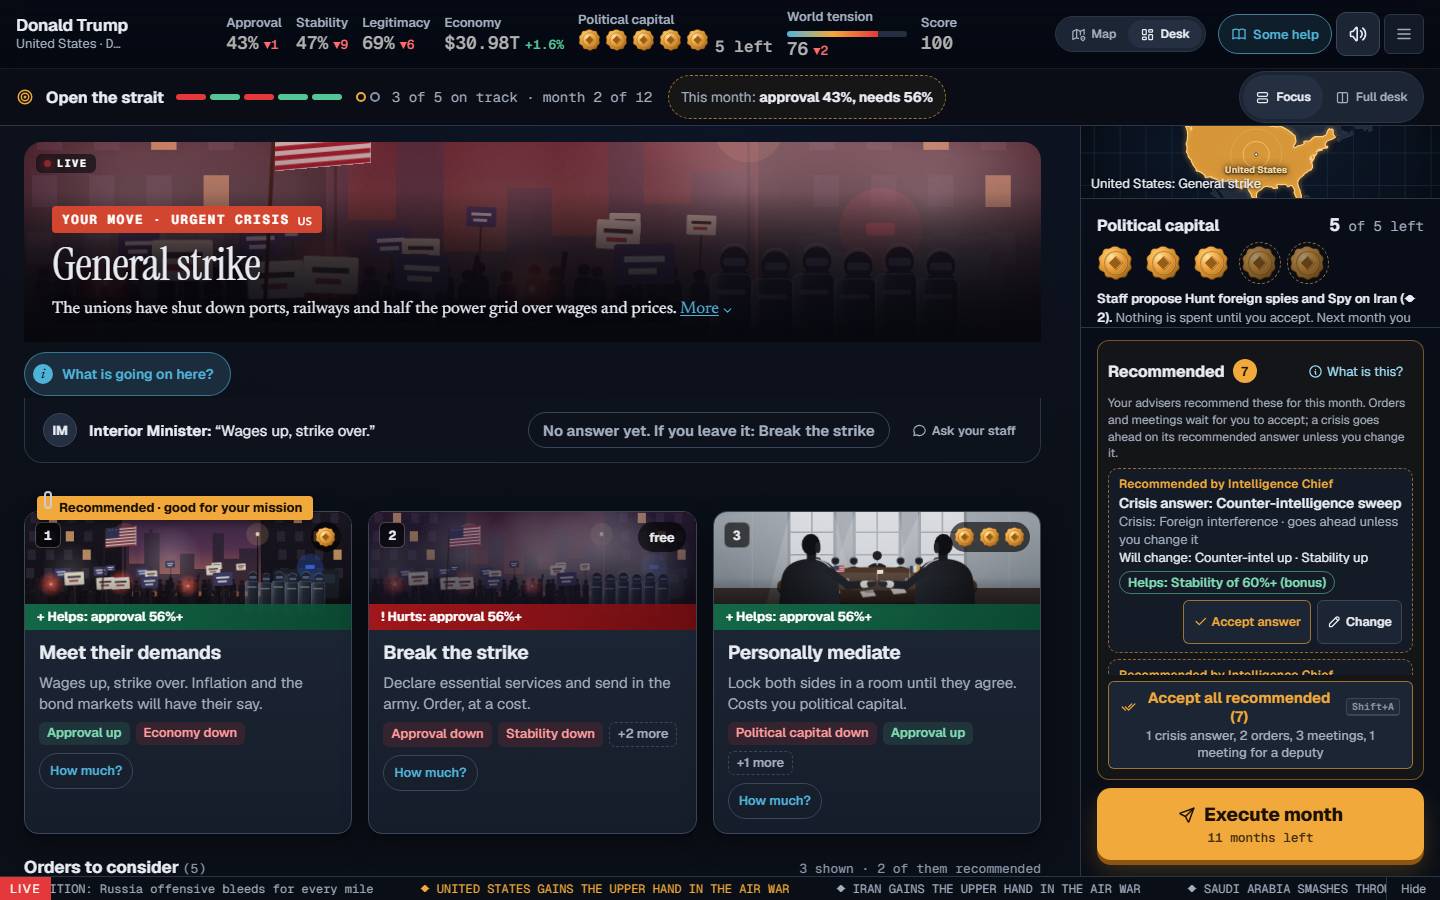 Donald Trump
United States · D...
Approval
43% ▾1
Stability
47% ▾9
Legitimacy
69% ▾6
Economy
$30.98T +1.6%
Political capital
5 left
World tension
76 ▾2
Score
100
Map
Desk
Some help
Open the strait
3 of 5 on track · month 2 of 12
This month: approval 43%, needs 56%
Focus
Full desk
LIVE
YOUR MOVE · URGENT CRISIS US
General strike
The unions have shut down ports, railways and half the power grid over wages and prices. More
What is going on here?
IM
Interior Minister: “Wages up, strike over.”
No answer yet. If you leave it: Break the strike
Ask your staff
Recommended · good for your mission
1
+ Helps: approval 56%+
Meet their demands
Wages up, strike over. Inflation and the
bond markets will have their say.
Approval up
Economy down
How much?
2
free
! Hurts: approval 56%+
Break the strike
Declare essential services and send in the
army. Order, at a cost.
Approval down
Stability down
+2 more
How much?
3
+ Helps: approval 56%+
Personally mediate
Lock both sides in a room until they agree.
Costs you political capital.
Political capital down
Approval up
+1 more
How much?
Orders to consider (5)
3 shown · 2 of them recommended
United States
United States: General strike
Political capital
5 of 5 left
Staff propose Hunt foreign spies and Spy on Iran (◆
2). Nothing is spent until you accept. Next month you
Recommended 7
What is this?
Your advisers recommend these for this month. Orders
and meetings wait for you to accept; a crisis goes
ahead on its recommended answer unless you change
it.
Recommended by Intelligence Chief
Crisis answer: Counter-intelligence sweep
Crisis: Foreign interference · goes ahead unless
you change it
Will change: Counter-intel up · Stability up
Helps: Stability of 60%+ (bonus)
Accept answer
Change
Recommended by Intelligence Chief
Accept all recommended
(7)
Shift+A
1 crisis answer, 2 orders, 3 meetings, 1
meeting for a deputy
Execute month
11 months left
LIVE
ITION: Russia offensive bleeds for every mile
◆ UNITED STATES GAINS THE UPPER HAND IN THE AIR WAR
◆ IRAN GAINS THE UPPER HAND IN THE AIR WAR
◆ SAUDI ARABIA SMASHES THROU
Hide